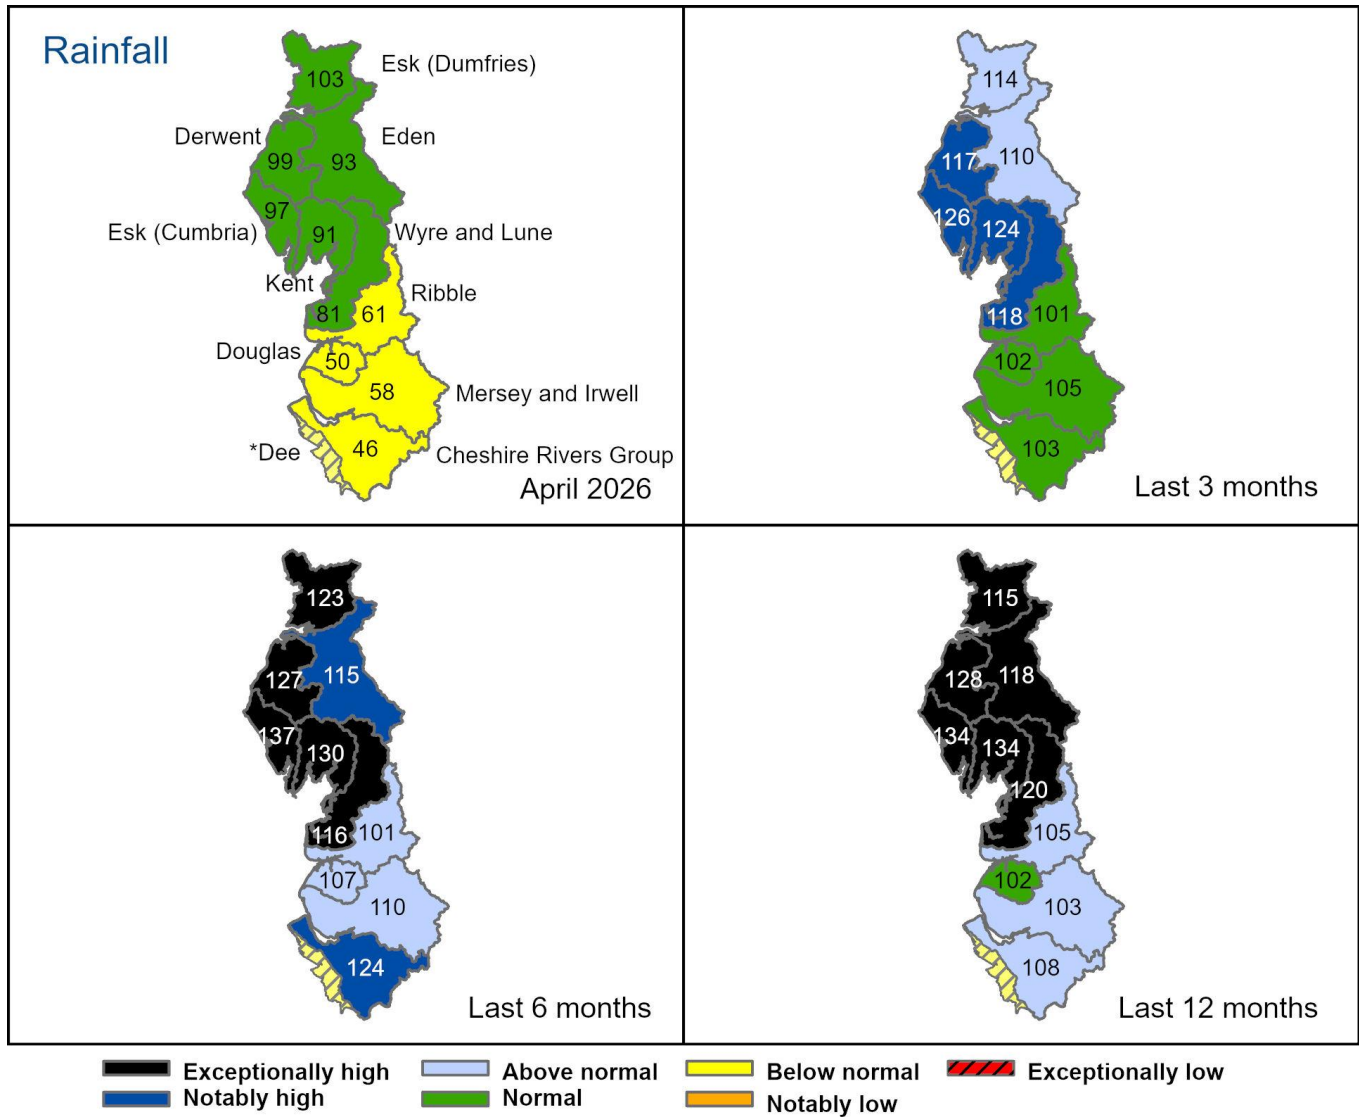 Rainfall
103
Esk (Dumfries)
Derwent
Eden
99
93
97
Esk (Cumbria)
91
Wyre and Lune
Kent
Ribble
81
61
Douglas
50
58
Mersey and Irwell
*Dee
46
Cheshire Rivers Group
April 2026
114
117
110
126
124
118
101
102
105
103
Last 3 months
123
127
115
137
130
116
101
107
110
124
Last 6 months
115
128
118
134
134
120
105
102
103
108
Last 12 months
Exceptionally high
Above normal
Below normal
Exceptionally low
Notably high
Normal
Notably low